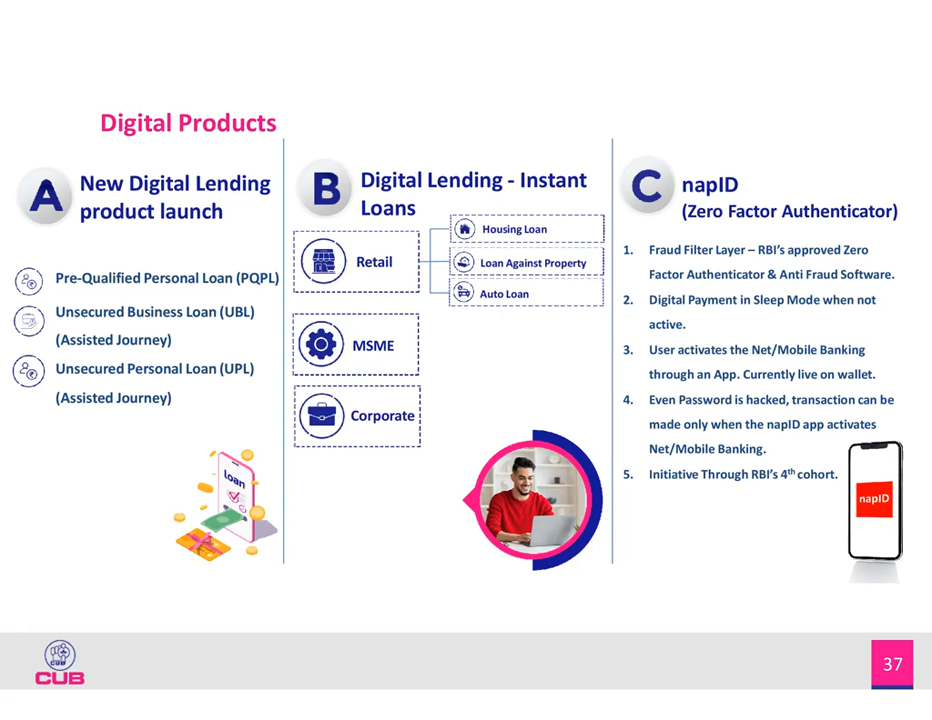 Digital Products
A
New Digital Lending
product launch
Pre-Qualified Personal Loan (PQPL)
Unsecured Business Loan (UBL)
(Assisted Journey)
Unsecured Personal Loan (UPL)
(Assisted Journey)
loan
B
Digital Lending - Instant
Loans
Retail
Housing Loan
Loan Against Property
Auto Loan
MSME
Corporate
C
napID
(Zero Factor Authenticator)
1. Fraud Filter Layer – RBI's approved Zero
Factor Authenticator & Anti Fraud Software.
2. Digital Payment in Sleep Mode when not
active.
3. User activates the Net/Mobile Banking
through an App. Currently live on wallet.
4. Even Password is hacked, transaction can be
made only when the napID app activates
Net/Mobile Banking.
5. Initiative Through RBI's 4th cohort.
napID
CUB
CUB
37